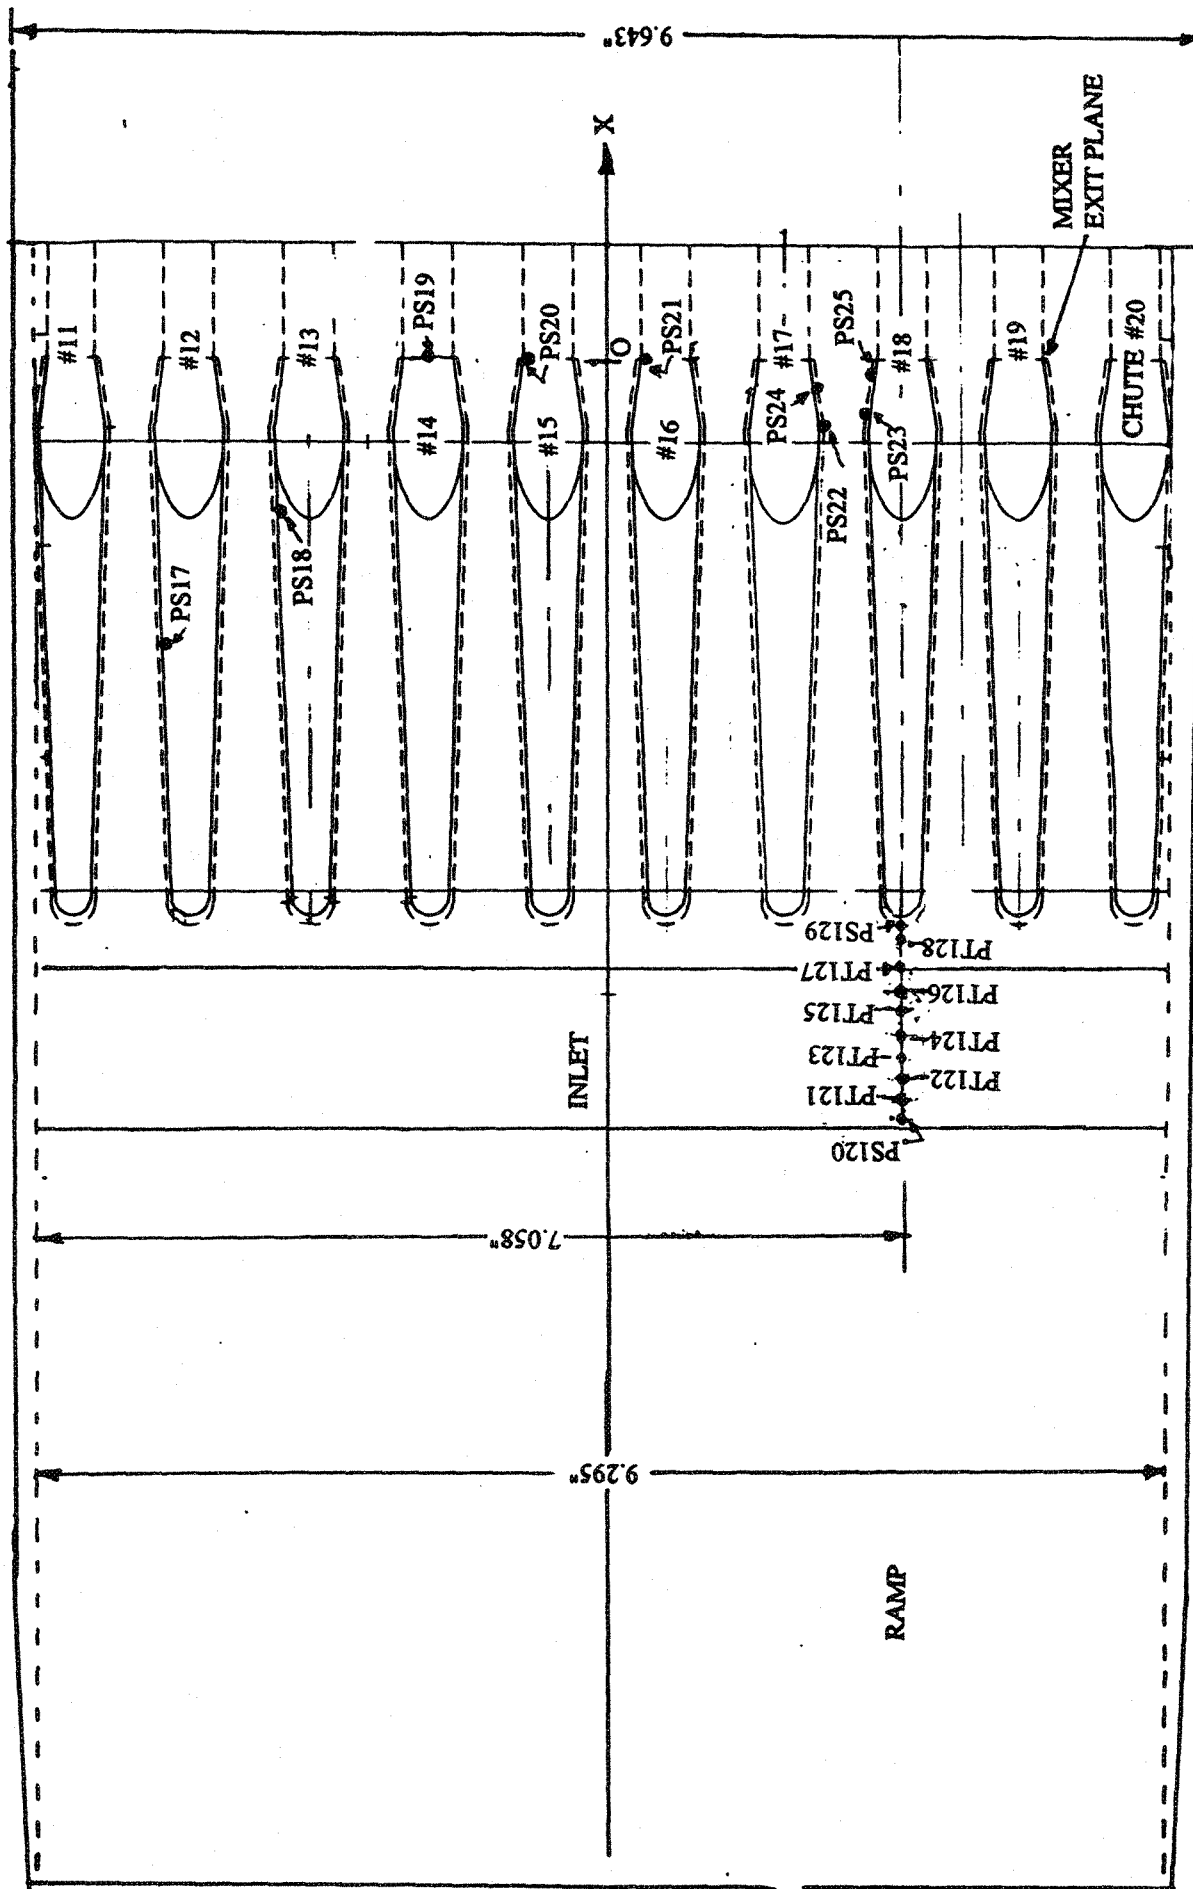 9.643"
X
MIXER
EXIT PLANE
#11
#12
#13
PS19
#14
PS20
#15
O
PS21
#16
#17
PS24
PS25
#18
PS23
PS22
#19
CHUTE #20
PS17
PS18
PS129
PT128
PT127
PT126
PT125
PT124
PT123
PT122
PT121
PS120
INLET
7.058"
9.295"
RAMP